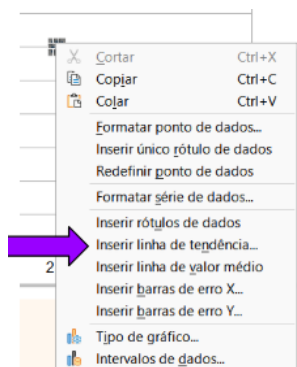 Cortar Ctrl+X
Copiar Ctrl+C
Colar Ctrl+V
Formatar ponto de dados...
Inserir único rótulo de dados
Redefinir ponto de dados
Formatar série de dados...
Inserir rótulos de dados
Inserir linha de tendência...
2
Inserir linha de valor médio
Inserir barras de erro X...
Inserir barras de erro Y...
Tipo de gráfico...
Intervalos de dados...